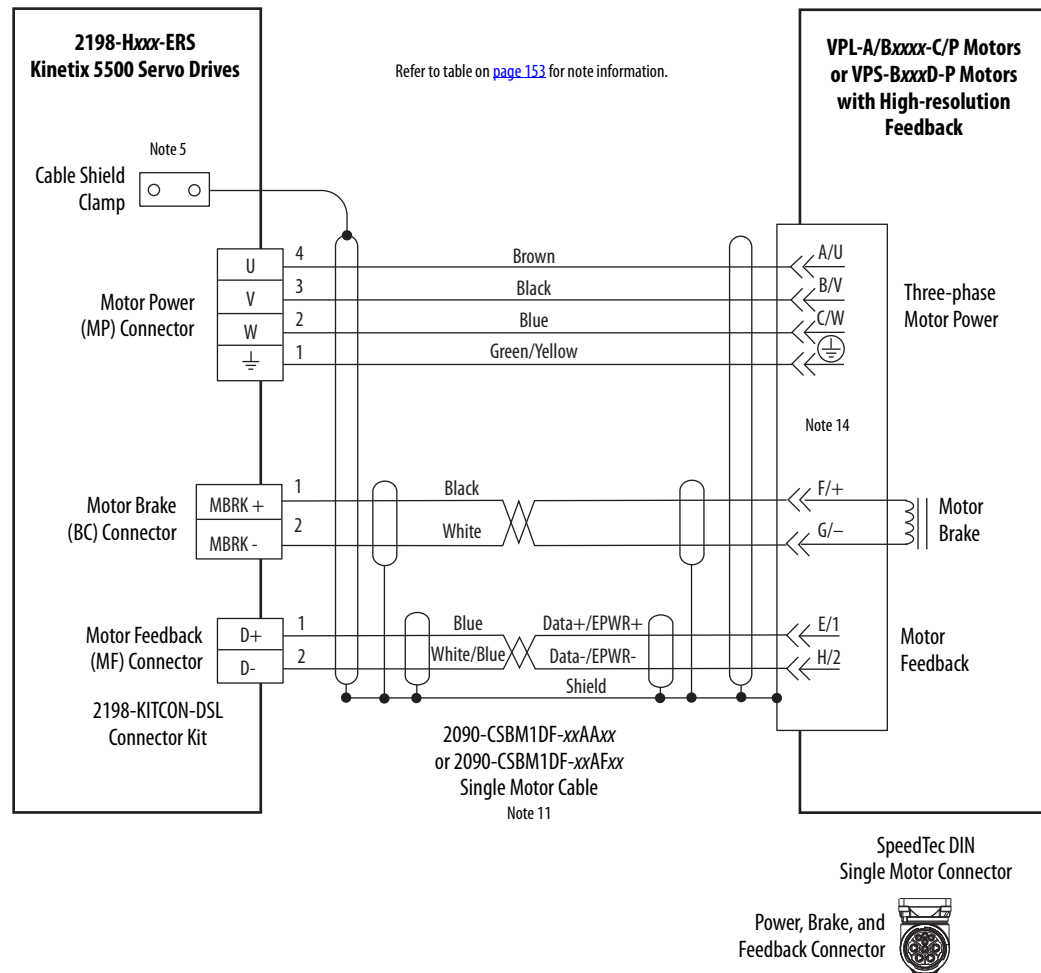 2198-Hxxx-ERS
Kinetix 5500 Servo Drives
Refer to table on page 153 for note information.
VPL-A/Bxxxx-C/P Motors
or VPS-BxxxD-P Motors
with High-resolution
Feedback
Note 5
Cable Shield
Clamp
Motor Power
(MP) Connector
U
V
W
4
3
2
1
Brown
Black
Blue
Green/Yellow
A/U
B/V
C/W
Three-phase
Motor Power
Note 14
Motor Brake
(BC) Connector
MBRK +
MBRK -
1
2
Black
White
F/+
G/–
Motor
Brake
Motor Feedback
(MF) Connector
D+
D-
1
2
Blue
White/Blue
Data+/EPWR+
Data-/EPWR-
Shield
E/1
H/2
Motor
Feedback
2198-KITCON-DSL
Connector Kit
2090-CSBM1DF-xxAAxx
or 2090-CSBM1DF-xxAFxx
Single Motor Cable
Note 11
SpeedTec DIN
Single Motor Connector
Power, Brake, and
Feedback Connector